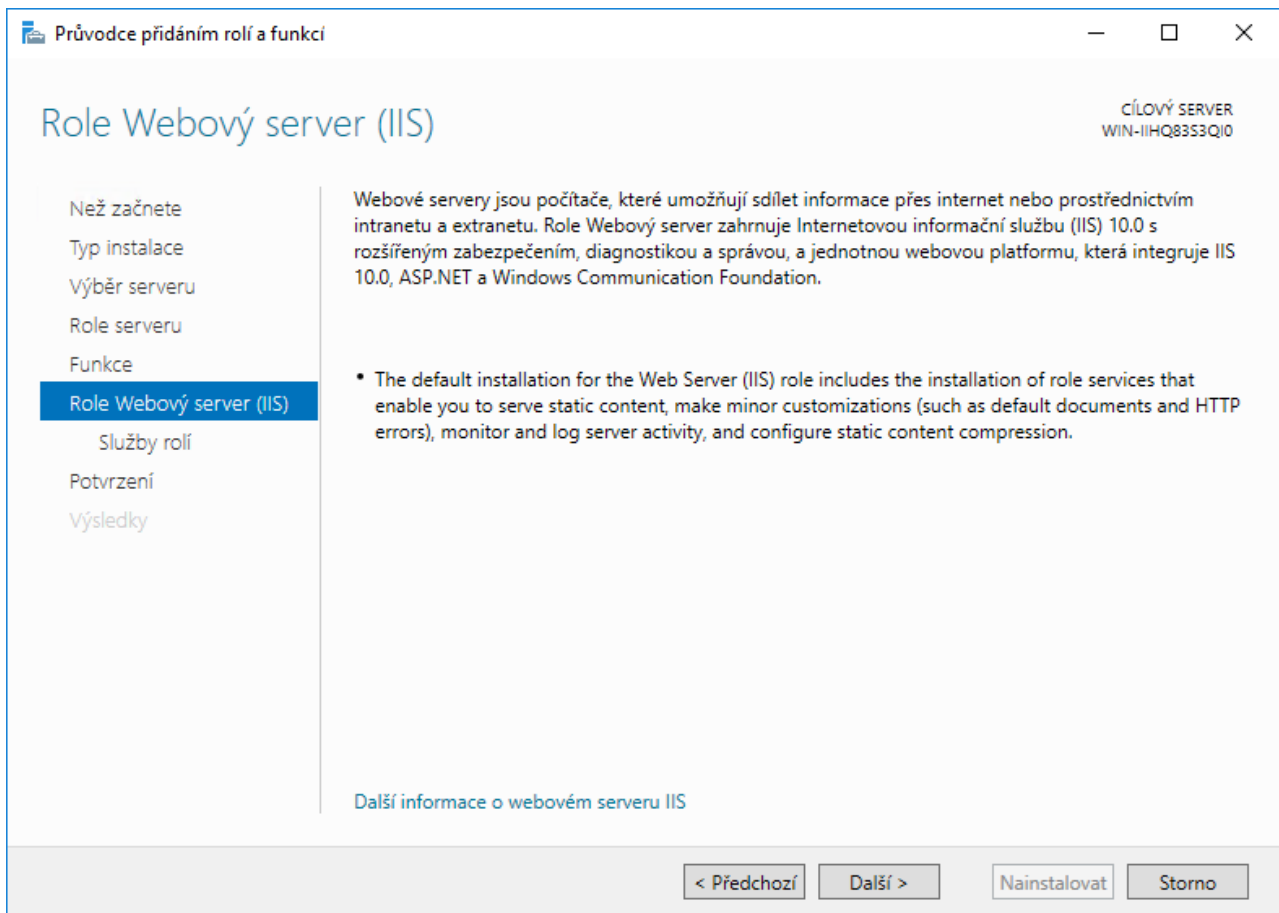 Průvodce přidáním rolí a funkcí
Role Webový server (IIS)
CÍLOVÝ SERVER
WIN-IIHQ83S3QI0
Než začnete
Typ instalace
Výběr serveru
Role serveru
Funkce
Role Webový server (IIS)
Služby rolí
Potvrzení
Výsledky
Webové servery jsou počítače, které umožňují sdílet informace přes internet nebo prostřednictvím
intranetu a extranetu. Role Webový server zahrnuje Internetovou informační službu (IIS) 10.0 s
rozšířeným zabezpečením, diagnostikou a správou, a jednotnou webovou platformu, která integruje IIS
10.0, ASP.NET a Windows Communication Foundation.
• The default installation for the Web Server (IIS) role includes the installation of role services that
enable you to serve static content, make minor customizations (such as default documents and HTTP
errors), monitor and log server activity, and configure static content compression.
Další informace o webovém serveru IIS
< Předchozí
Další >
Nainstalovat
Storno